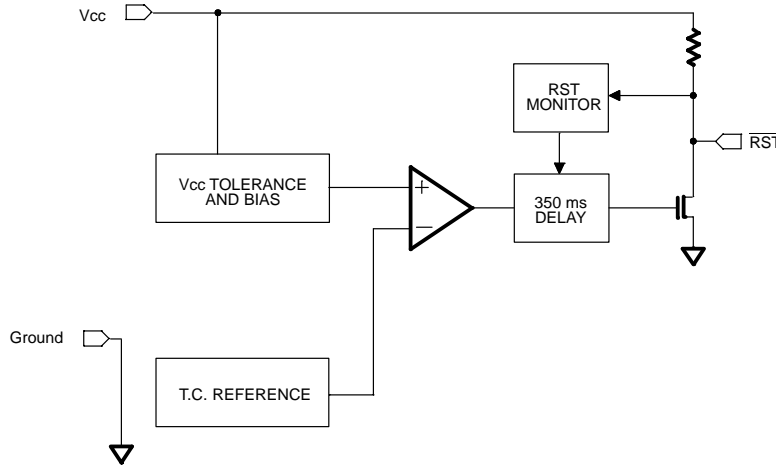 Vcc
RST
MONITOR
RST
Vcc TOLERANCE
AND BIAS
+
−
350 ms
DELAY
Ground
T.C. REFERENCE